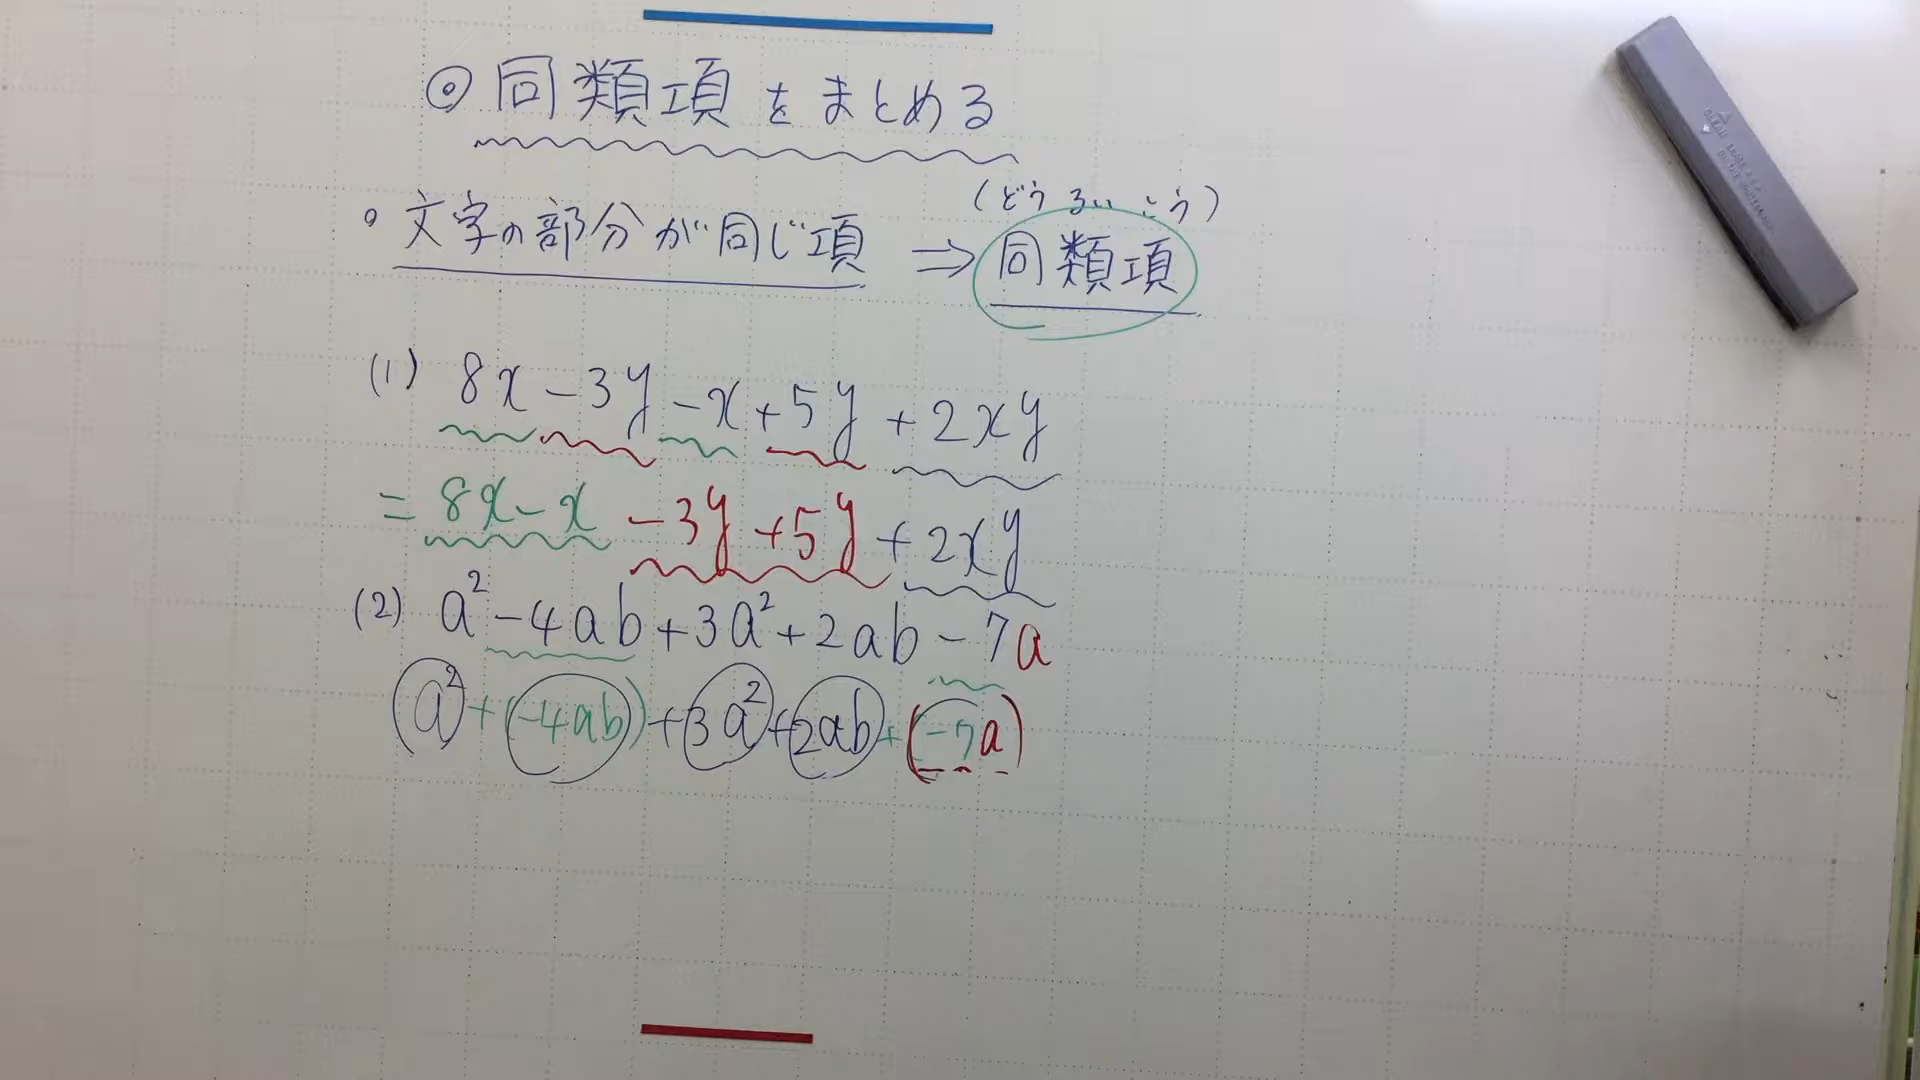 ◎ 同類項をまとめる
(どうるいこう)
。文字の部分が同じ項 ⇒ 同類項
(1) 8x - 3y - x + 5y + 2xy
= 8x - x - 3y + 5y + 2xy
(2) a² - 4ab + 3a² + 2ab - 7a
a² + (-4ab) + 3a² + 2ab + (-7a)